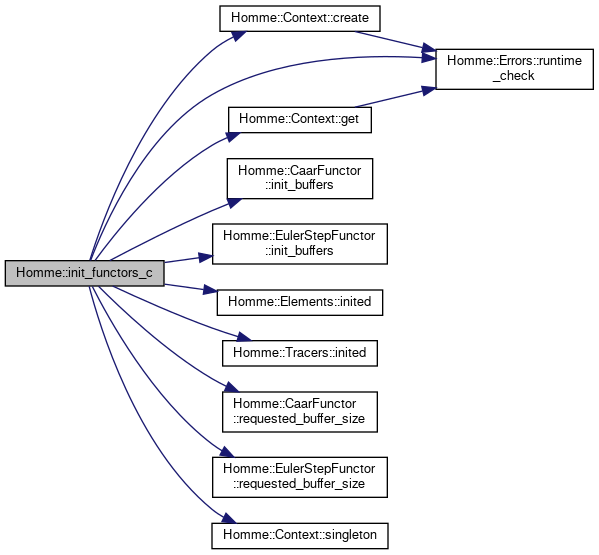 Homme::Context::create
Homme::Errors::runtime
_check
Homme::Context::get
Homme::CaarFunctor
::init_buffers
Homme::EulerStepFunctor
::init_buffers
Homme::init_functors_c
Homme::Elements::inited
Homme::Tracers::inited
Homme::CaarFunctor
::requested_buffer_size
Homme::EulerStepFunctor
::requested_buffer_size
Homme::Context::singleton